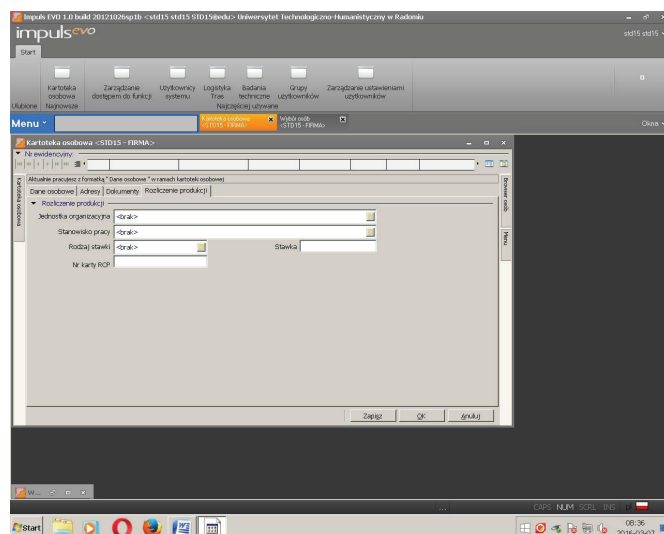 Impuls EVO 1.0 build 20121026sp1b <std15 std15 STD15@edu> Uniwersytet Technologiczno-Humanistyczny w Radomiu
impulsevo
std15 std15
Start
Kartoteka osobowa
Zarządzanie dostępem do funkcji
Użytkownicy systemu
Logistyka Tras
Badania techniczne
Grupy użytkowników
Zarządzanie ustawieniami użytkowników
0
Ulubione Najnowsze Najczęściej używane
Menu
Kartoteka osobowa <STD15 - FIRMA>
Wybór osób <STD15 - FIRMA>
Okna
Kartoteka osobowa <STD15 - FIRMA>
Nr ewidencyjny:
Kartoteka osobowa
Aktualnie pracujesz z formatką " Dane osobowe " w ramach kartoteki osobowej
Dane osobowe Adresy Dokumenty Rozliczenie produkcji
Rozliczenie produkcji
Jednostka organizacyjna <brak>
Stanowisko pracy <brak>
Rodzaj stawki <brak> Stawka
Nr karty RCP
Browser osób
Menu
Zapisz OK Anuluj
W...
...
CAPS NUM SCRL INS
Start
08:36
2016-03-07